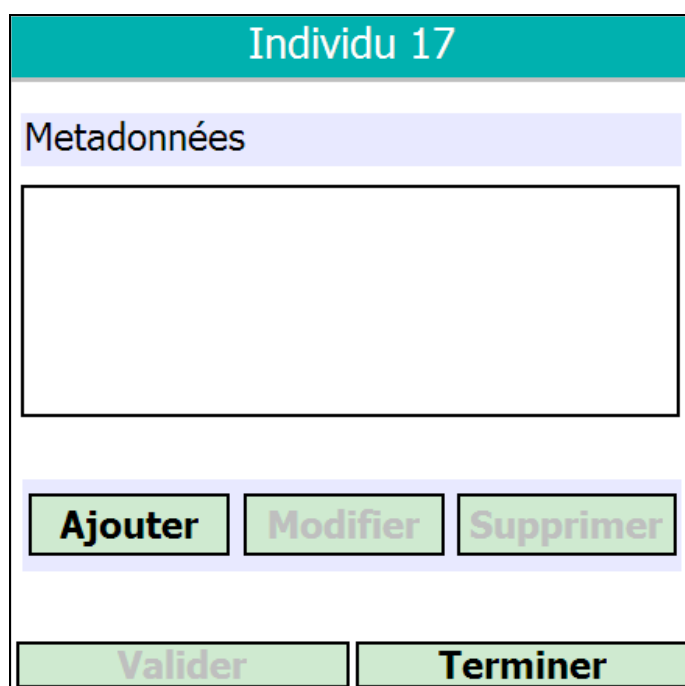 Individu 17
Metadonnées
Ajouter Modifier Supprimer
Valider Terminer